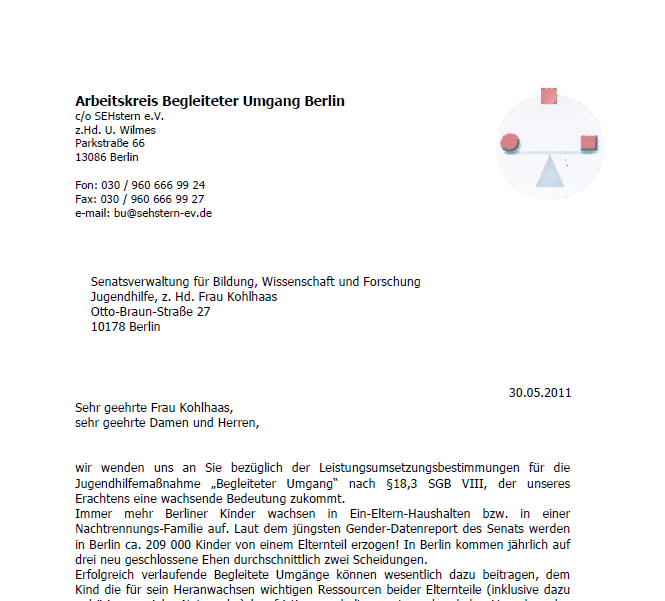 Arbeitskreis Begleiteter Umgang Berlin
c/o SEHstern e.V.
z.Hd. U. Wilmes
Parkstraße 66
13086 Berlin
Fon: 030 / 960 666 99 24
Fax: 030 / 960 666 99 27
e-mail: bu@sehstern-ev.de
Senatsverwaltung für Bildung, Wissenschaft und Forschung
Jugendhilfe, z. Hd. Frau Kohlhaas
Otto-Braun-Straße 27
10178 Berlin
30.05.2011
Sehr geehrte Frau Kohlhaas,
sehr geehrte Damen und Herren,
wir wenden uns an Sie bezüglich der Leistungsumsetzungsbestimmungen für die
Jugendhilfemaßnahme „Begleiteter Umgang“ nach §18,3 SGB VIII, der unseres
Erachtens eine wachsende Bedeutung zukommt.
Immer mehr Berliner Kinder wachsen in Ein-Eltern-Haushalten bzw. in einer
Nachtrennungs-Familie auf. Laut dem jüngsten Gender-Datenreport des Senats werden
in Berlin ca. 209 000 Kinder von einem Elternteil erzogen! In Berlin kommen jährlich auf
drei neu geschlossene Ehen durchschnittlich zwei Scheidungen.
Erfolgreich verlaufende Begleitete Umgänge können wesentlich dazu beitragen, dem
Kind die für sein Heranwachsen wichtigen Ressourcen beider Elternteile (inklusive dazu